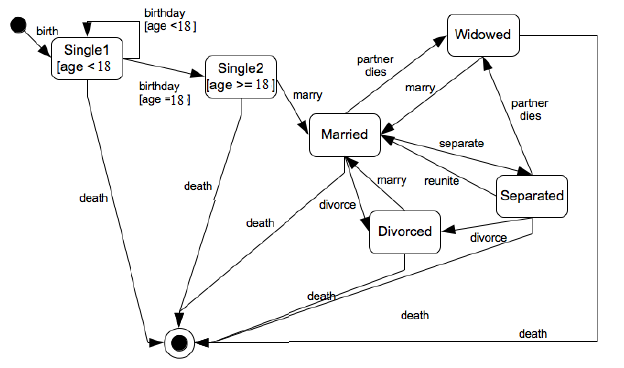 birthday
[age <18]
birth
Single1
[age <18
birthday
[age =18]
Single2
[age >=18]
marry
partner
dies
Widowed
marry
partner
dies
Married
separate
reunite
Separated
marry
divorce
Divorced
divorce
death
death
death
death
death
death